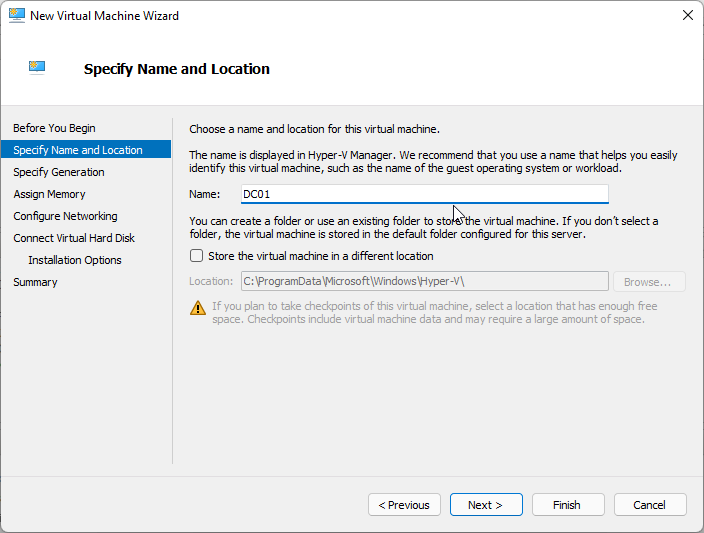 New Virtual Machine Wizard
Specify Name and Location
Before You Begin
Specify Name and Location
Specify Generation
Assign Memory
Configure Networking
Connect Virtual Hard Disk
Installation Options
Summary
Choose a name and location for this virtual machine.
The name is displayed in Hyper-V Manager. We recommend that you use a name that helps you easily
identify this virtual machine, such as the name of the guest operating system or workload.
Name: DC01
You can create a folder or use an existing folder to store the virtual machine. If you don't select a
folder, the virtual machine is stored in the default folder configured for this server.
Store the virtual machine in a different location
Location: C:\ProgramData\Microsoft\Windows\Hyper-V\ Browse...
If you plan to take checkpoints of this virtual machine, select a location that has enough free
space. Checkpoints include virtual machine data and may require a large amount of space.
< Previous Next > Finish Cancel